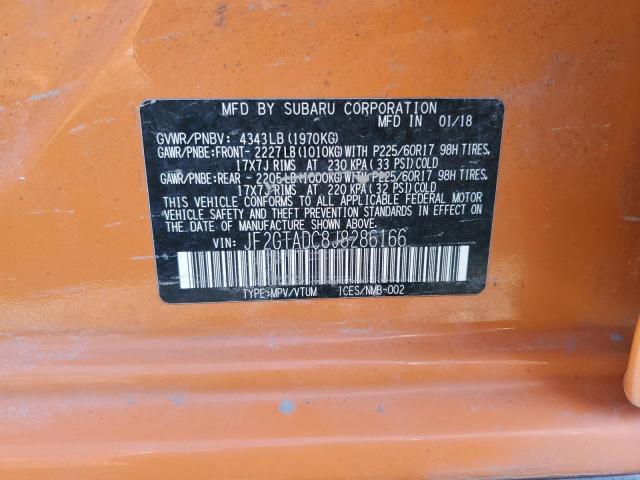 MFD BY SUBARU CORPORATION
MFD IN 01/18
GVWR/PNBV: 4343LB(1970KG)
GAWR/PNBE:FRONT- 2227LB(1010KG)WITH P225/60R17 98H TIRES,
17X7J RIMS AT 230 KPA(33 PSI)COLD
GAWR/PNBE:REAR - 2205LB(1000KG)WITH P225/60R17 98H TIRES,
17X7J RIMS AT 220 KPA(32 PSI)COLD
THIS VEHICLE CONFORMS TO ALL APPLICABLE FEDERAL MOTOR
VEHICLE SAFETY AND THEFT PREVENTION STANDARDS IN EFFECT
ON THE DATE OF MANUFACTURE SHOWN ABOVE.
VIN: JF2GTADC8J8286166
TYPE:MPV/VTUM ICES/NMB-002